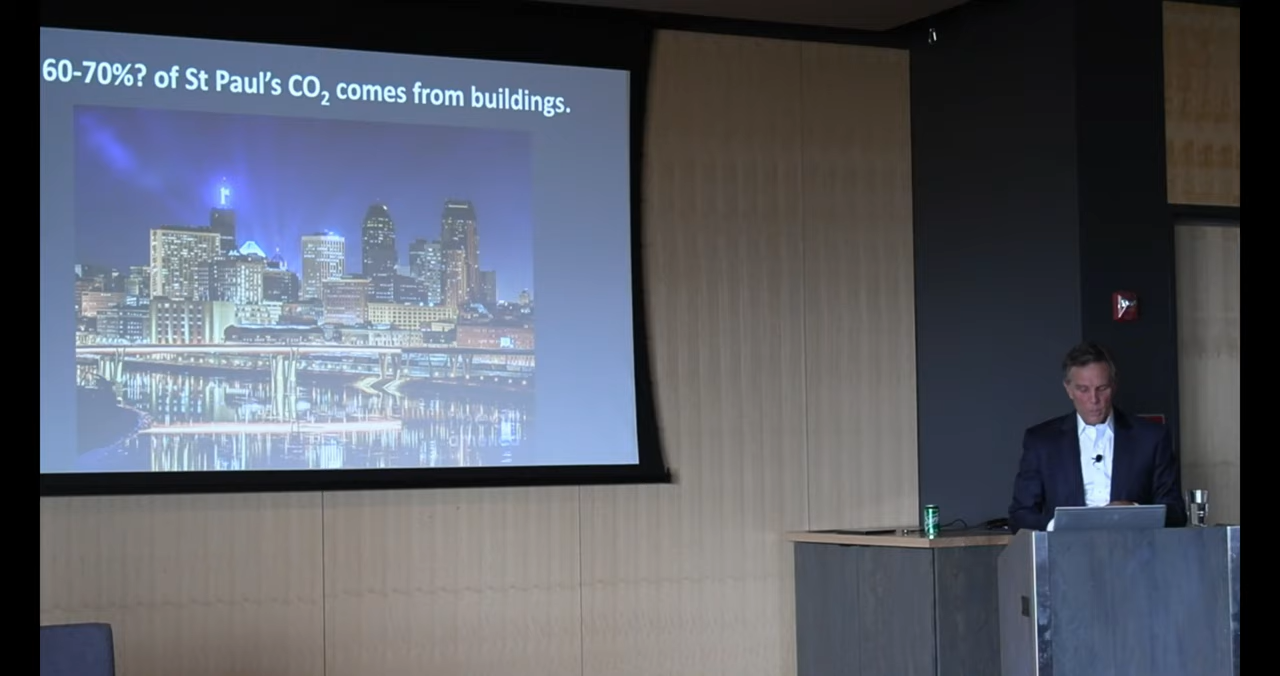 60-70%? of St Paul's CO₂ comes from buildings.